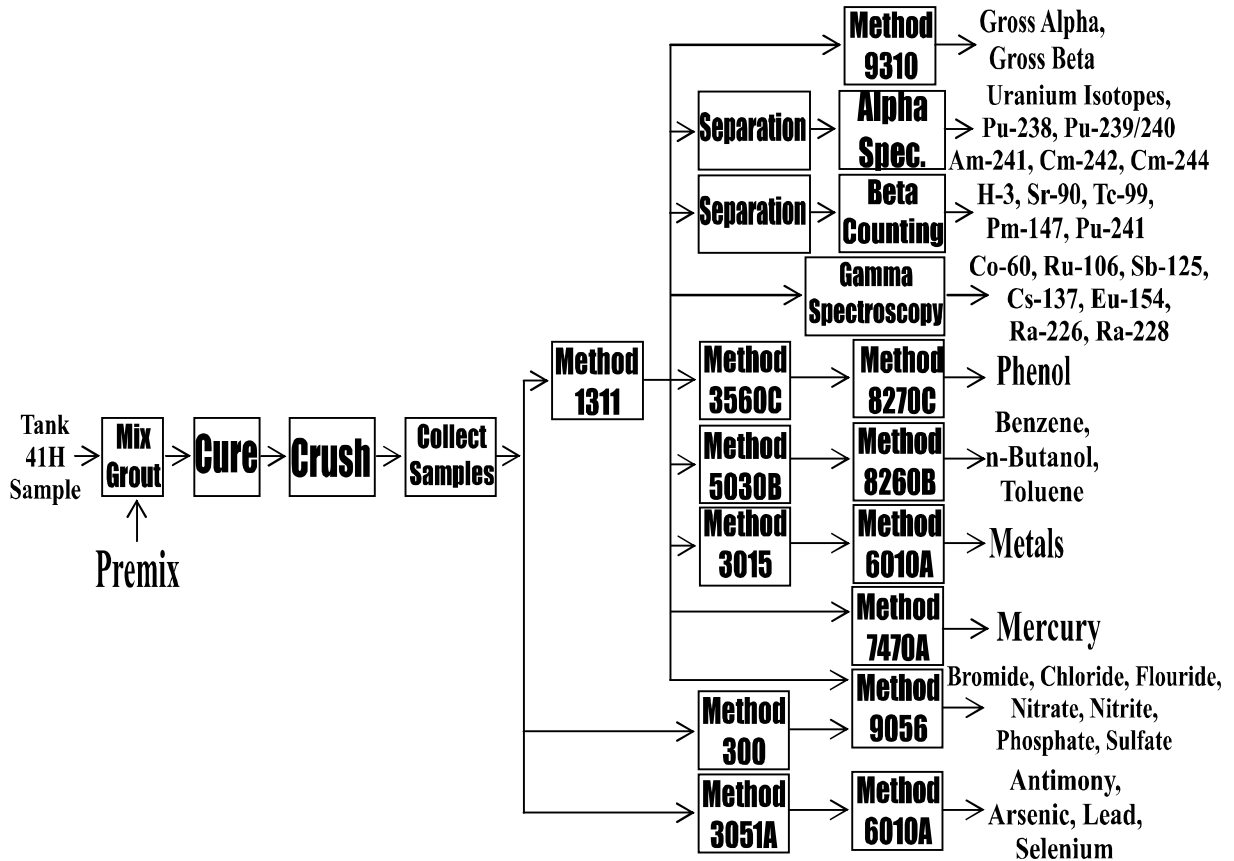 Tank
41H
Sample
Mix
Grout
Premix
Cure
Crush
Collect
Samples
Method
1311
Method
9310
Gross Alpha,
Gross Beta
Separation
Alpha
Spec.
Uranium Isotopes,
Pu-238, Pu-239/240
Am-241, Cm-242, Cm-244
Separation
Beta
Counting
H-3, Sr-90, Tc-99,
Pm-147, Pu-241
Gamma
Spectroscopy
Co-60, Ru-106, Sb-125,
Cs-137, Eu-154,
Ra-226, Ra-228
Method
3560C
Method
8270C
Phenol
Method
5030B
Method
8260B
Benzene,
n-Butanol,
Toluene
Method
3015
Method
6010A
Metals
Method
7470A
Mercury
Method
300
Method
9056
Bromide, Chloride, Flouride,
Nitrate, Nitrite,
Phosphate, Sulfate
Method
3051A
Method
6010A
Antimony,
Arsenic, Lead,
Selenium